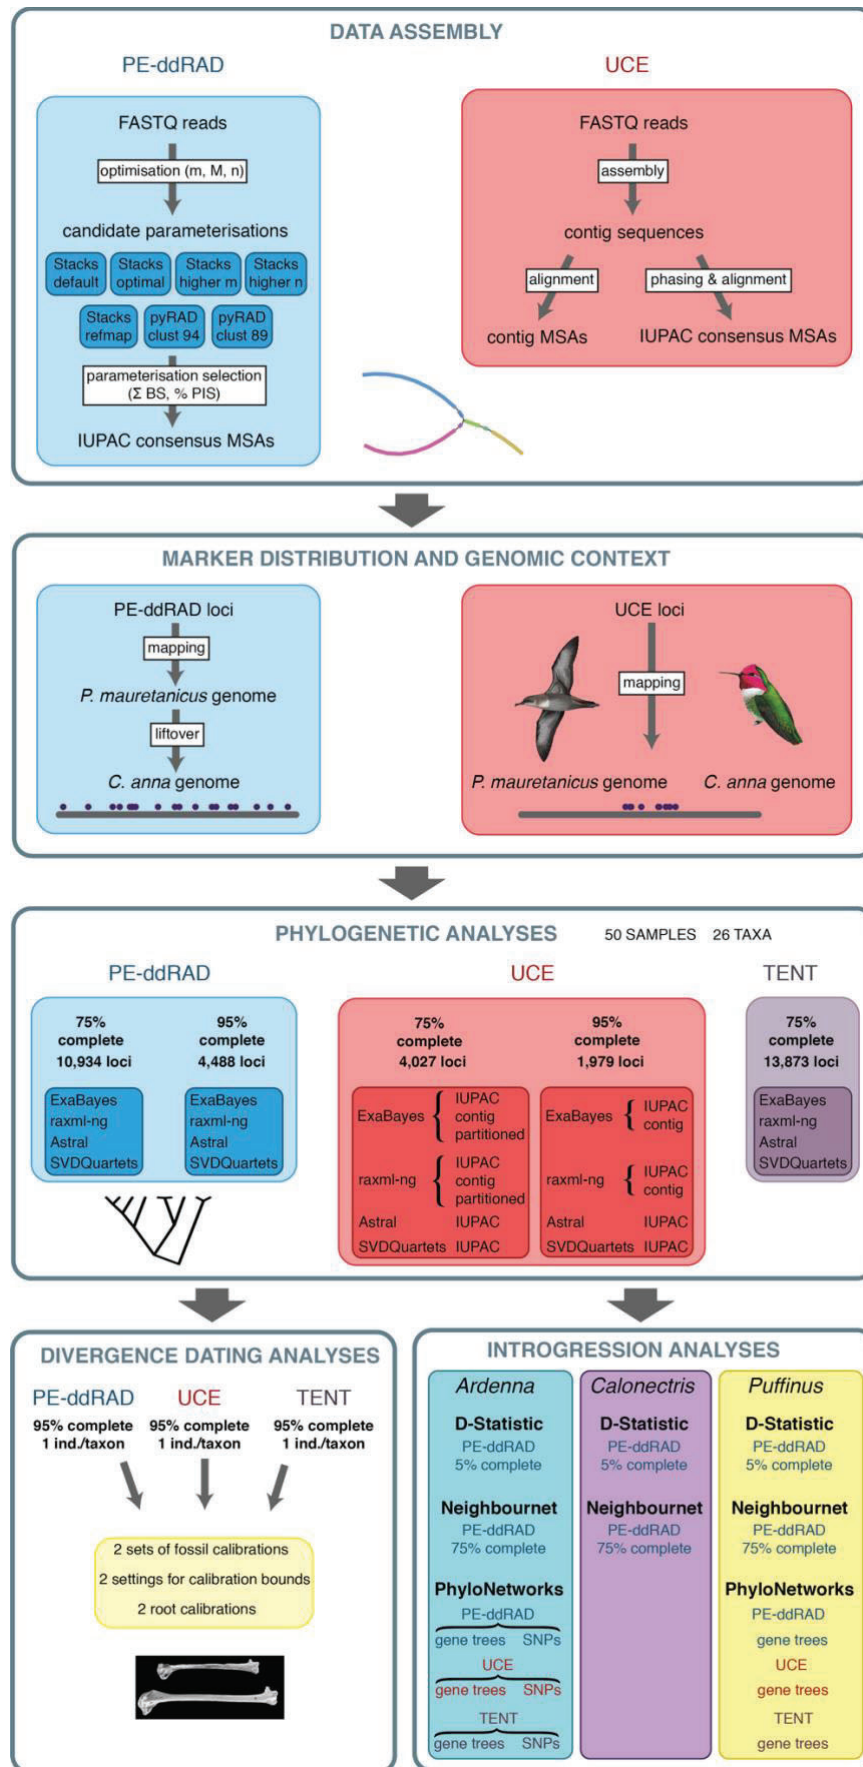 DATA ASSEMBLY
PE-ddRAD
FASTQ reads
optimisation (m, M, n)
candidate parameterisations
Stacks default
Stacks optimal
Stacks higher m
Stacks higher n
Stacks refmap
pyRAD clust 94
pyRAD clust 89
parameterisation selection
(Σ BS, % PIS)
IUPAC consensus MSAs
UCE
FASTQ reads
assembly
contig sequences
alignment
phasing & alignment
contig MSAs
IUPAC consensus MSAs
MARKER DISTRIBUTION AND GENOMIC CONTEXT
PE-ddRAD loci
mapping
P. mauretanicus genome
liftover
C. anna genome
UCE loci
mapping
P. mauretanicus genome
C. anna genome
PHYLOGENETIC ANALYSES 50 SAMPLES 26 TAXA
PE-ddRAD
75%
complete
10,934 loci
ExaBayes
raxml-ng
Astral
SVDQuartets
95%
complete
4,488 loci
ExaBayes
raxml-ng
Astral
SVDQuartets
UCE
75%
complete
4,027 loci
ExaBayes { IUPAC
contig
partitioned
raxml-ng { IUPAC
contig
partitioned
Astral IUPAC
SVDQuartets IUPAC
95%
complete
1,979 loci
ExaBayes { IUPAC
contig
raxml-ng { IUPAC
contig
Astral IUPAC
SVDQuartets IUPAC
TENT
75%
complete
13,873 loci
ExaBayes
raxml-ng
Astral
SVDQuartets
DIVERGENCE DATING ANALYSES
PE-ddRAD
95% complete
1 ind./taxon
UCE
95% complete
1 ind./taxon
TENT
95% complete
1 ind./taxon
2 sets of fossil calibrations
2 settings for calibration bounds
2 root calibrations
INTROGRESSION ANALYSES
Ardenna
D-Statistic
PE-ddRAD
5% complete
Neighbournet
PE-ddRAD
75% complete
PhyloNetworks
PE-ddRAD
gene trees SNPs
UCE
gene trees SNPs
TENT
gene trees SNPs
Calonectris
D-Statistic
PE-ddRAD
5% complete
Neighbournet
PE-ddRAD
75% complete
Puffinus
D-Statistic
PE-ddRAD
5% complete
Neighbournet
PE-ddRAD
75% complete
PhyloNetworks
PE-ddRAD
gene trees
UCE
gene trees
TENT
gene trees